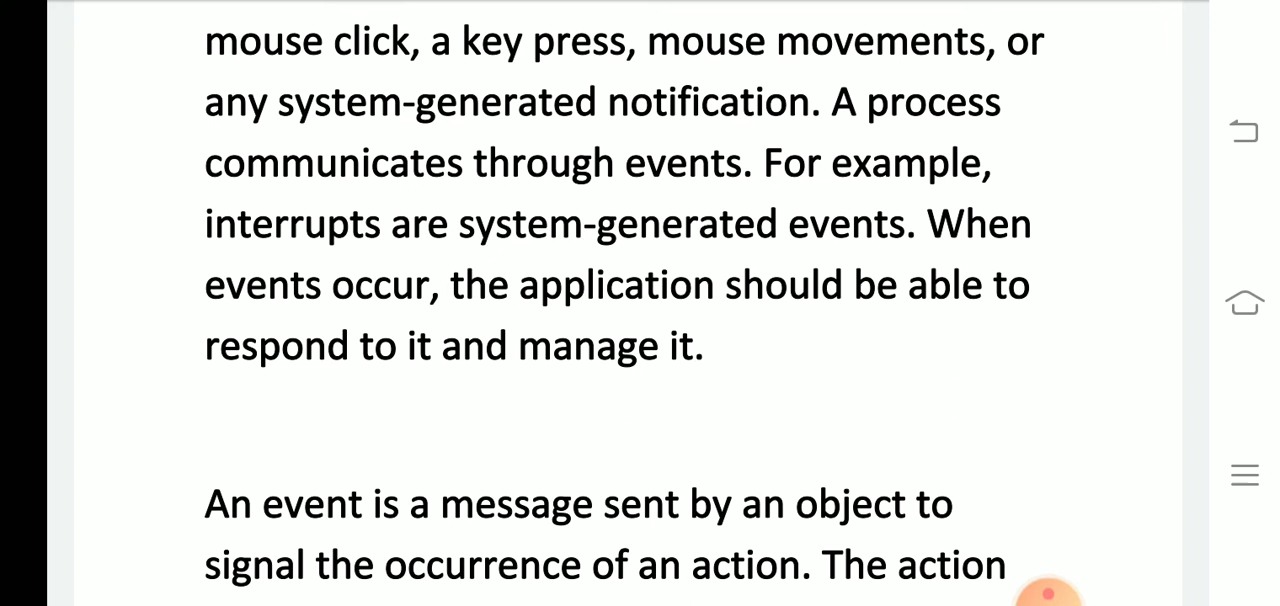 mouse click, a key press, mouse movements, or
any system-generated notification. A process
communicates through events. For example,
interrupts are system-generated events. When
events occur, the application should be able to
respond to it and manage it.
An event is a message sent by an object to
signal the occurrence of an action. The action